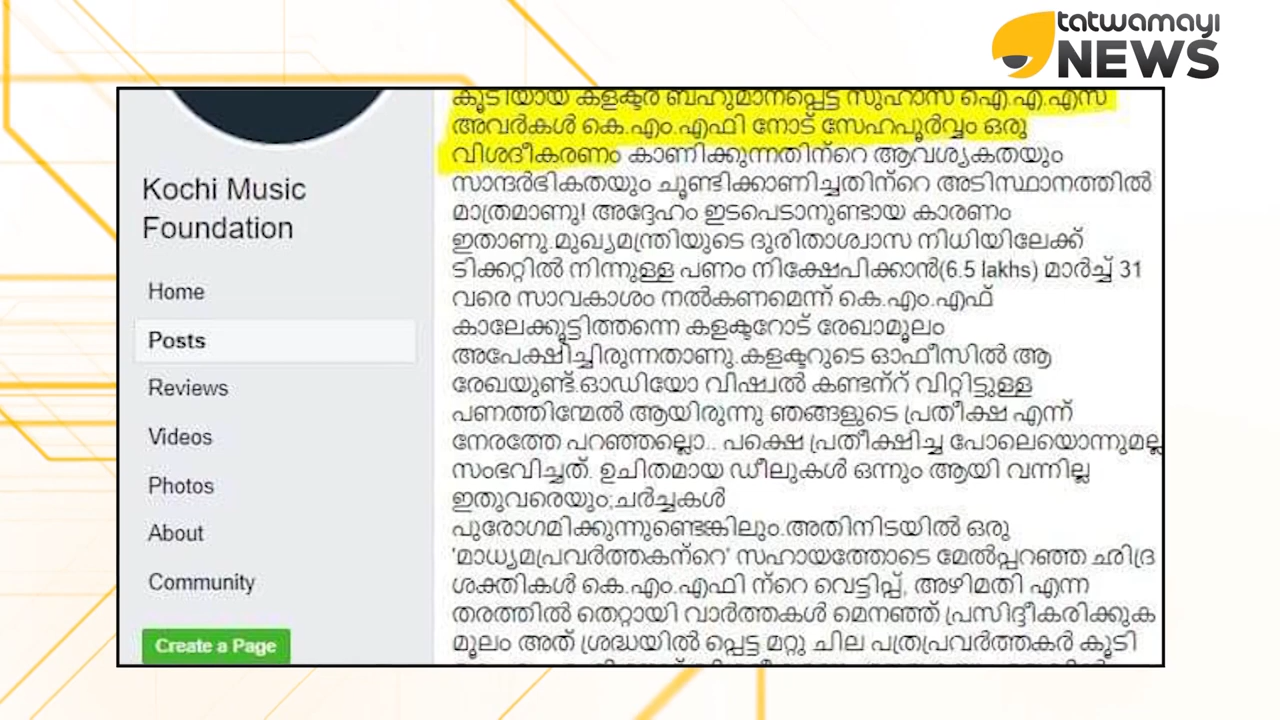 tatwamayi
NEWS
Kochi Music
Foundation
Home
Posts
Reviews
Videos
Photos
About
Community
Create a Page
കൂടിയായ കളക്ടർ ബഹുമാനപ്പെട്ട സുഹാസ് ഐ.എ.എസ്
അവർകൾ കെ.എം.എഫി നോട് സേഹപൂർവ്വം ഒരു
വിശദീകരണം കാണിക്കുന്നതിന്റെ ആവശ്യകതയും
സാന്ദർഭികതയും ചൂണ്ടിക്കാണിച്ചതിന്റെ അടിസ്ഥാനത്തിൽ
മാത്രമാണു! അദ്ദേഹം ഇടപെടാനുണ്ടായ കാരണം
ഇതാണു.മുഖ്യമന്ത്രിയുടെ ദുരിതാശ്വാസ നിധിയിലേക്ക്
ടിക്കറ്റിൽ നിന്നുള്ള പണം നിക്ഷേപിക്കാൻ(6.5 lakhs) മാർച്ച് 31
വരെ സാവകാശം നൽകണമെന്ന് കെ.എം.എഫ്
കാലേക്കൂട്ടിത്തന്നെ കളക്ടറോട് രേഖാമൂലം
അപേക്ഷിച്ചിരുന്നതാണു.കളക്ടറുടെ ഓഫീസിൽ ആ
രേഖയുണ്ട്.ഓഡിയോ വിഷ്വൽ കണ്ടന്റ് വിറ്റിട്ടുള്ള
പണത്തിന്മേൽ ആയിരുന്നു ഞങ്ങളുടെ പ്രതീക്ഷ എന്ന്
നേരത്തേ പറഞ്ഞല്ലൊ.. പക്ഷെ പ്രതീക്ഷിച്ച പോലെയൊന്നുമല്ല
സംഭവിച്ചത്. ഉചിതമായ ഡീലുകൾ ഒന്നും ആയി വന്നില്ല
ഇതുവരെയും;ചർച്ചകൾ
പുരോഗമിക്കുന്നുണ്ടെങ്കിലും.അതിനിടയിൽ ഒരു
'മാധ്യമപ്രവർത്തകന്റെ' സഹായത്തോടെ മേൽപ്പറഞ്ഞ ഛിദ്ര
ശക്തികൾ കെ.എം.എഫി ന്റെ വെട്ടിപ്പ്, അഴിമതി എന്ന
തരത്തിൽ തെറ്റായി വാർത്തകൾ മെനഞ്ഞ് പ്രസിദ്ദീകരിക്കുക
മൂലം അത് ശ്രദ്ധയിൽ പ്പെട്ട മറ്റു ചില പത്രപ്രവർത്തകർ കൂടി